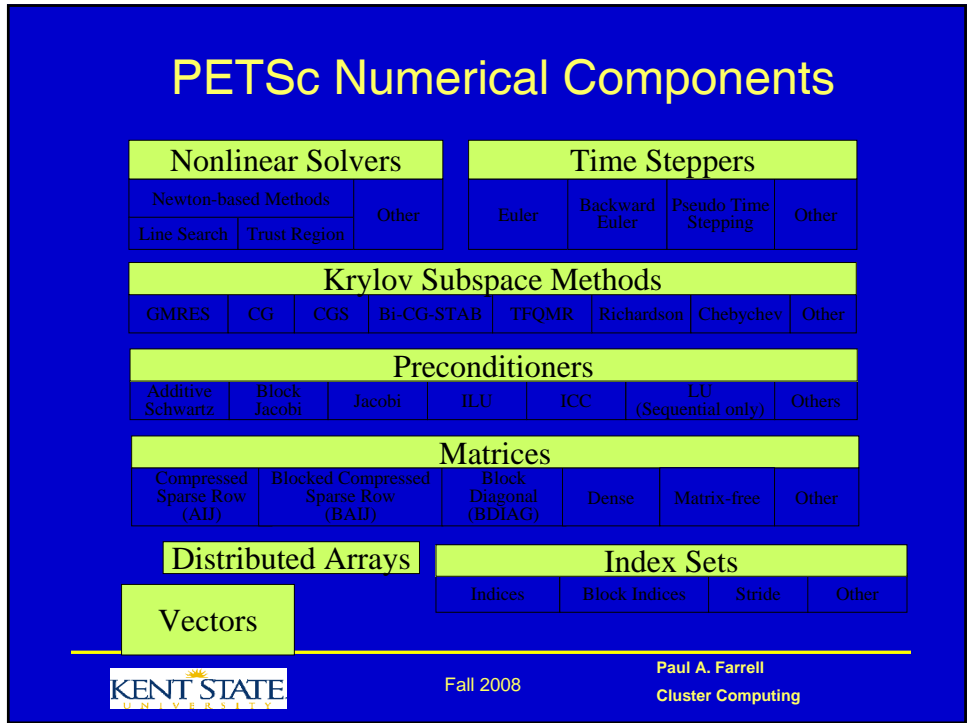 PETSc Numerical Components
Nonlinear Solvers
Newton-based Methods
Line Search
Trust Region
Other
Time Steppers
Euler
Backward
Euler
Pseudo Time
Stepping
Other
Krylov Subspace Methods
GMRES
CG
CGS
Bi-CG-STAB
TFQMR
Richardson
Chebychev
Other
Preconditioners
Additive
Schwartz
Block
Jacobi
Jacobi
ILU
ICC
LU
(Sequential only)
Others
Matrices
Compressed
Sparse Row
(AIJ)
Blocked Compressed
Sparse Row
(BAIJ)
Block
Diagonal
(BDIAG)
Dense
Matrix-free
Other
Distributed Arrays
Index Sets
Indices
Block Indices
Stride
Other
Vectors
KENT STATE
UNIVERSITY
Fall 2008
Paul A. Farrell
Cluster Computing